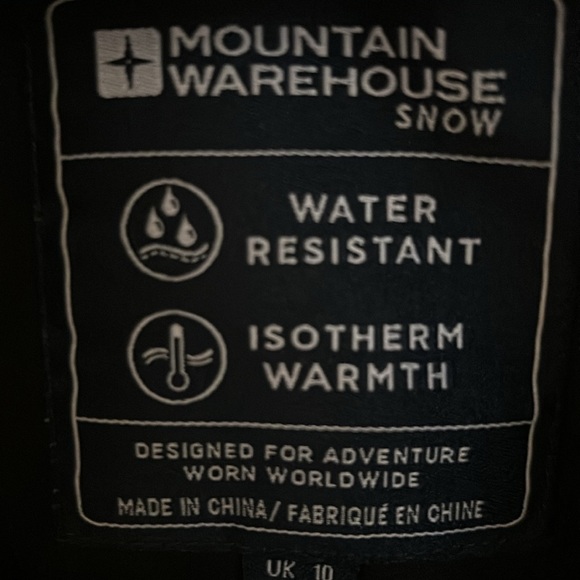 MOUNTAIN
WAREHOUSE
SNOW
WATER
RESISTANT
ISOTHERM
WARMTH
DESIGNED FOR ADVENTURE
WORN WORLDWIDE
MADE IN CHINA/ FABRIQUÉ EN CHINE
UK 10